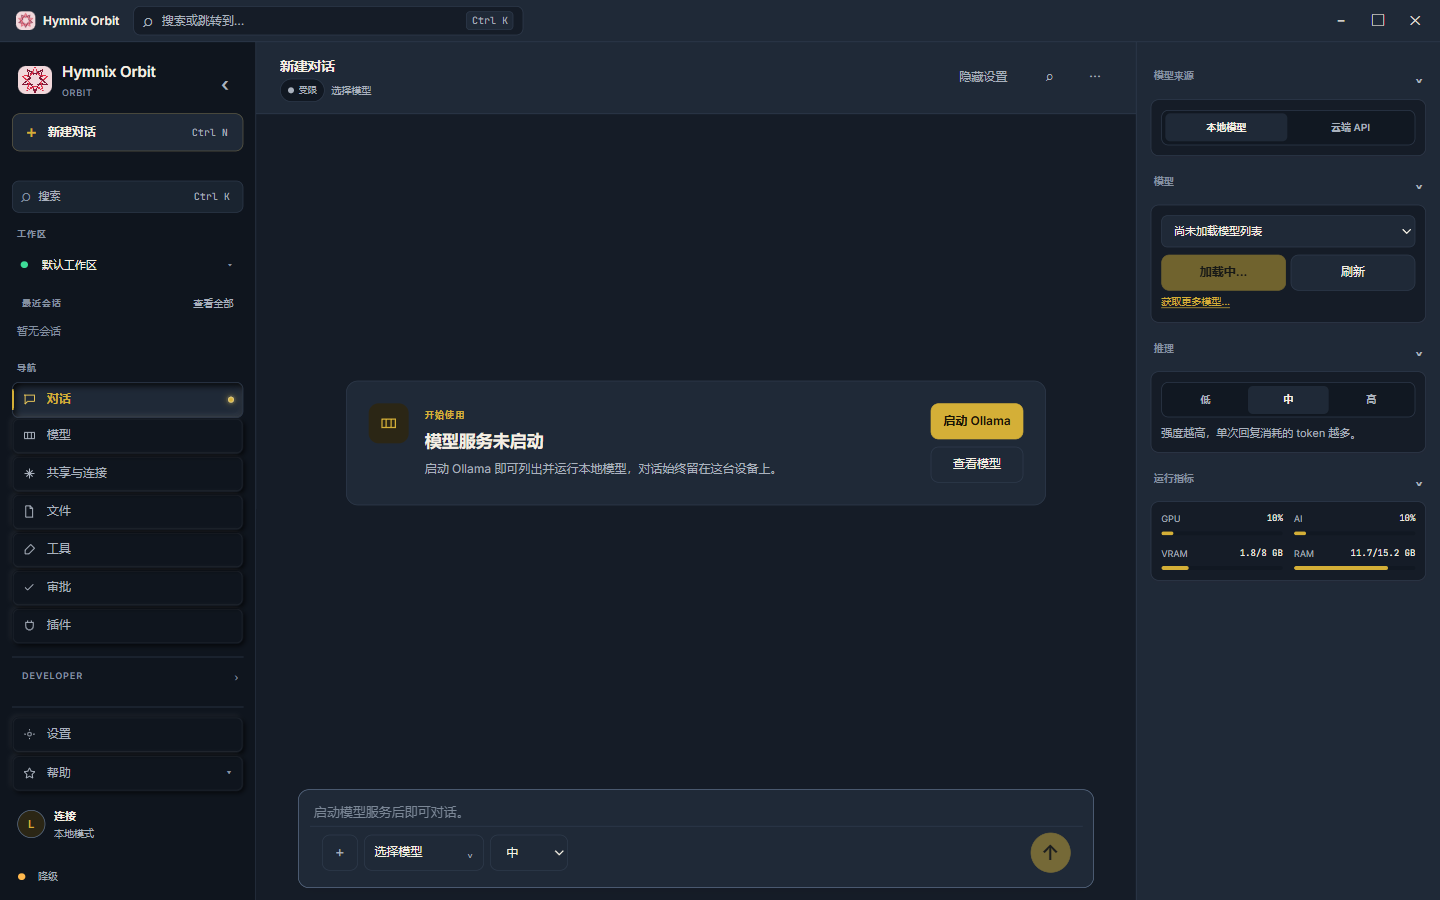 Hymnix Orbit
搜索或跳转到...
Ctrl K
Hymnix Orbit
ORBIT
新建对话
Ctrl N
搜索
Ctrl K
工作区
默认工作区
最近会话
查看全部
暂无会话
导航
对话
模型
共享与连接
文件
工具
审批
插件
DEVELOPER
设置
帮助
L
连接
本地模式
降级
新建对话
受限
选择模型
隐藏设置
开始使用
模型服务未启动
启动 Ollama 即可列出并运行本地模型，对话始终留在这台设备上。
启动 Ollama
查看模型
启动模型服务后即可对话。
选择模型
中
模型来源
本地模型
云端 API
模型
尚未加载模型列表
加载中...
刷新
获取更多模型...
推理
低
中
高
强度越高，单次回复消耗的 token 越多。
运行指标
GPU
10%
AI
10%
VRAM
1.8/8 GB
RAM
11.7/15.2 GB